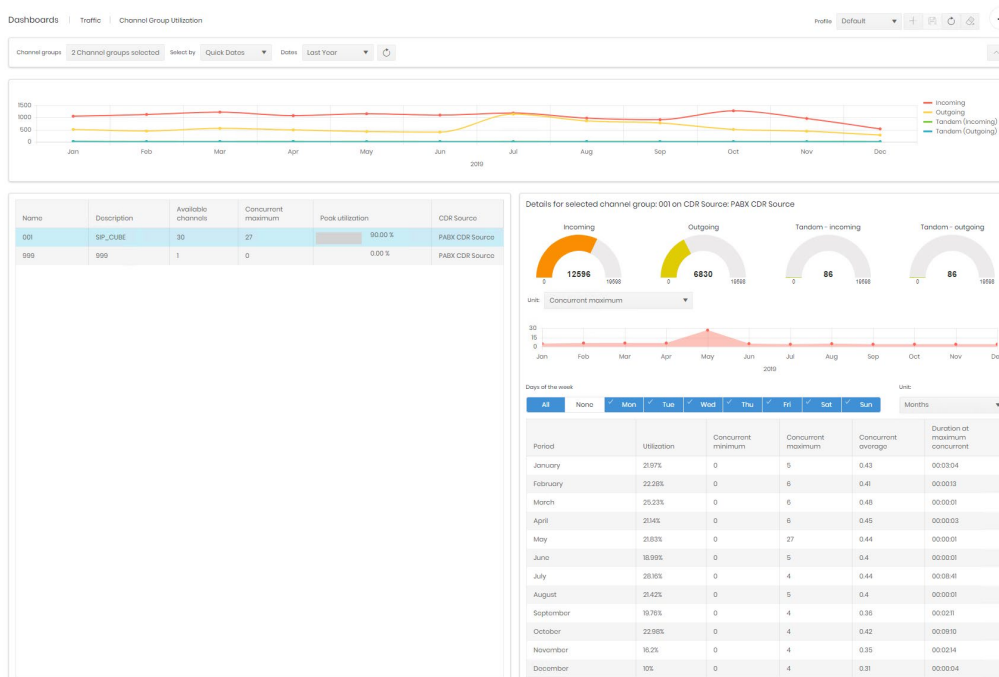 Dashboards | Traffic | Channel Group Utilization
Profile Default
Channel groups 2 Channel groups selected Select by Quick Dates Dates Last Year
1500
1000
500
0
Jan Feb Mar Apr May Jun Jul Aug Sep Oct Nov Dec
2019
Incoming
Outgoing
Tandem (Incoming)
Tandem (Outgoing)
Name Description Available channels Concurrent maximum Peak utilization CDR Source
001 SIP_CUBE 30 27 90.00 % PABX CDR Source
999 999 1 0 0.00 % PABX CDR Source
Details for selected channel group: 001 on CDR Source: PABX CDR Source
Incoming Outgoing Tandem - incoming Tandem - outgoing
12596 6830 86 86
0 19598 0 19598 0 19598 0 19598
Unit: Concurrent maximum
30
15
0
Jan Feb Mar Apr May Jun Jul Aug Sep Oct Nov De
2019
Days of the week Unit:
All None Mon Tue Wed Thu Fri Sat Sun Months
Period Utilization Concurrent minimum Concurrent maximum Concurrent average Duration at maximum concurrent
January 21.97% 0 5 0.43 00:03:04
February 22.28% 0 6 0.41 00:00:13
March 25.23% 0 6 0.48 00:00:01
April 21.14% 0 6 0.45 00:00:03
May 21.83% 0 27 0.44 00:00:01
June 18.99% 0 5 0.4 00:00:01
July 28.16% 0 4 0.44 00:08:41
August 21.42% 0 5 0.4 00:00:01
September 19.76% 0 4 0.36 00:02:11
October 22.98% 0 4 0.42 00:09:10
November 16.2% 0 4 0.35 00:02:14
December 10% 0 4 0.31 00:00:04